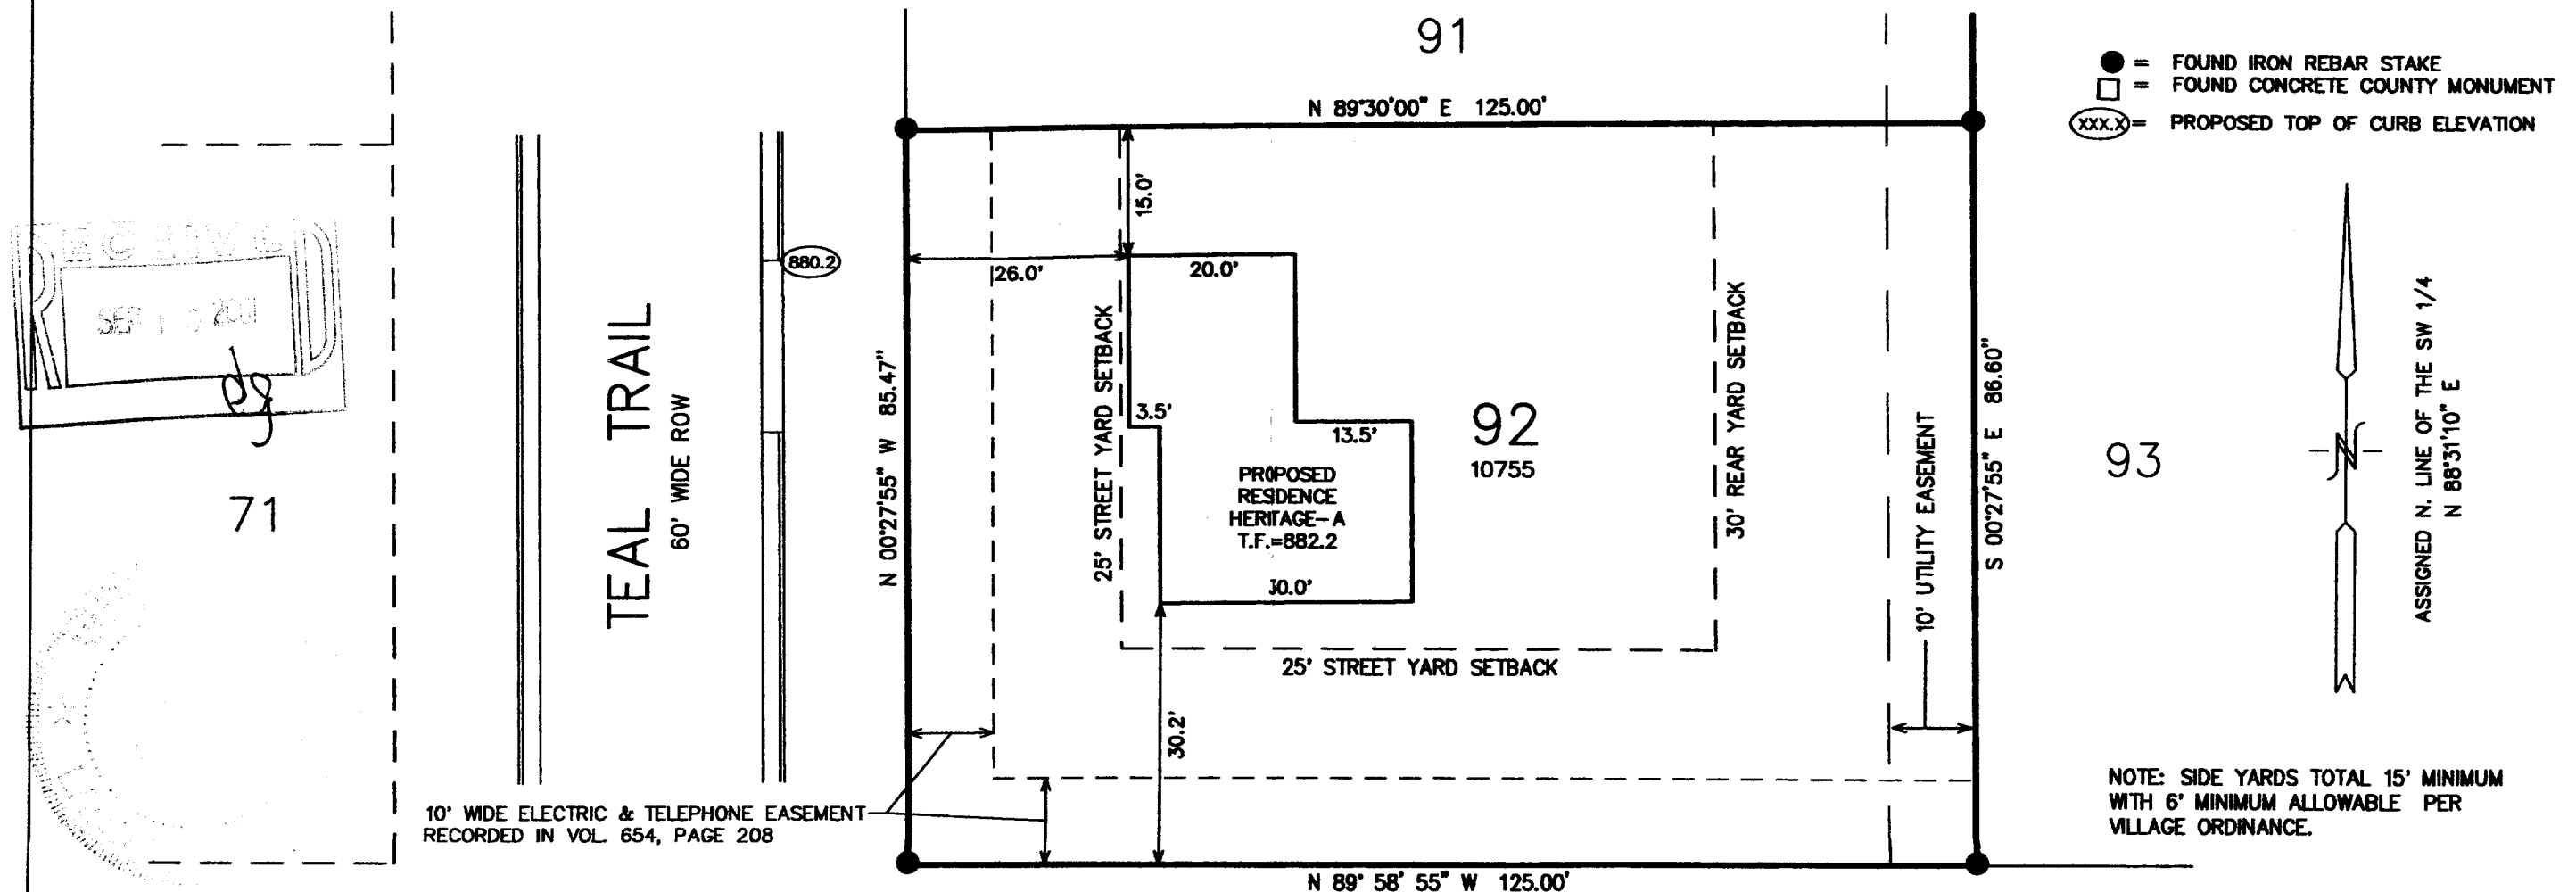 91
● = FOUND IRON REBAR STAKE
□ = FOUND CONCRETE COUNTY MONUMENT
XXX.X = PROPOSED TOP OF CURB ELEVATION
N 89°30'00" E 125.00'
15.0'
RECEIVED
SEP 10 2001
880.2
26.0'
20.0'
TEAL TRAIL
60' WIDE ROW
N 00°27'55" W 85.47"
25' STREET YARD SETBACK
3.5'
13.5'
PROPOSED
RESIDENCE
HERITAGE-A
T.F.=882.2
30.0'
92
10755
30' REAR YARD SETBACK
10' UTILITY EASEMENT
S 00°27'55" E 86.60"
93
N
ASSIGNED N. LINE OF THE SW 1/4
N 88°31'10" E
71
25' STREET YARD SETBACK
30.2'
10' WIDE ELECTRIC & TELEPHONE EASEMENT
RECORDED IN VOL. 654, PAGE 208
NOTE: SIDE YARDS TOTAL 15' MINIMUM
WITH 6' MINIMUM ALLOWABLE PER
VILLAGE ORDINANCE.
N 89° 58' 55" W 125.00'